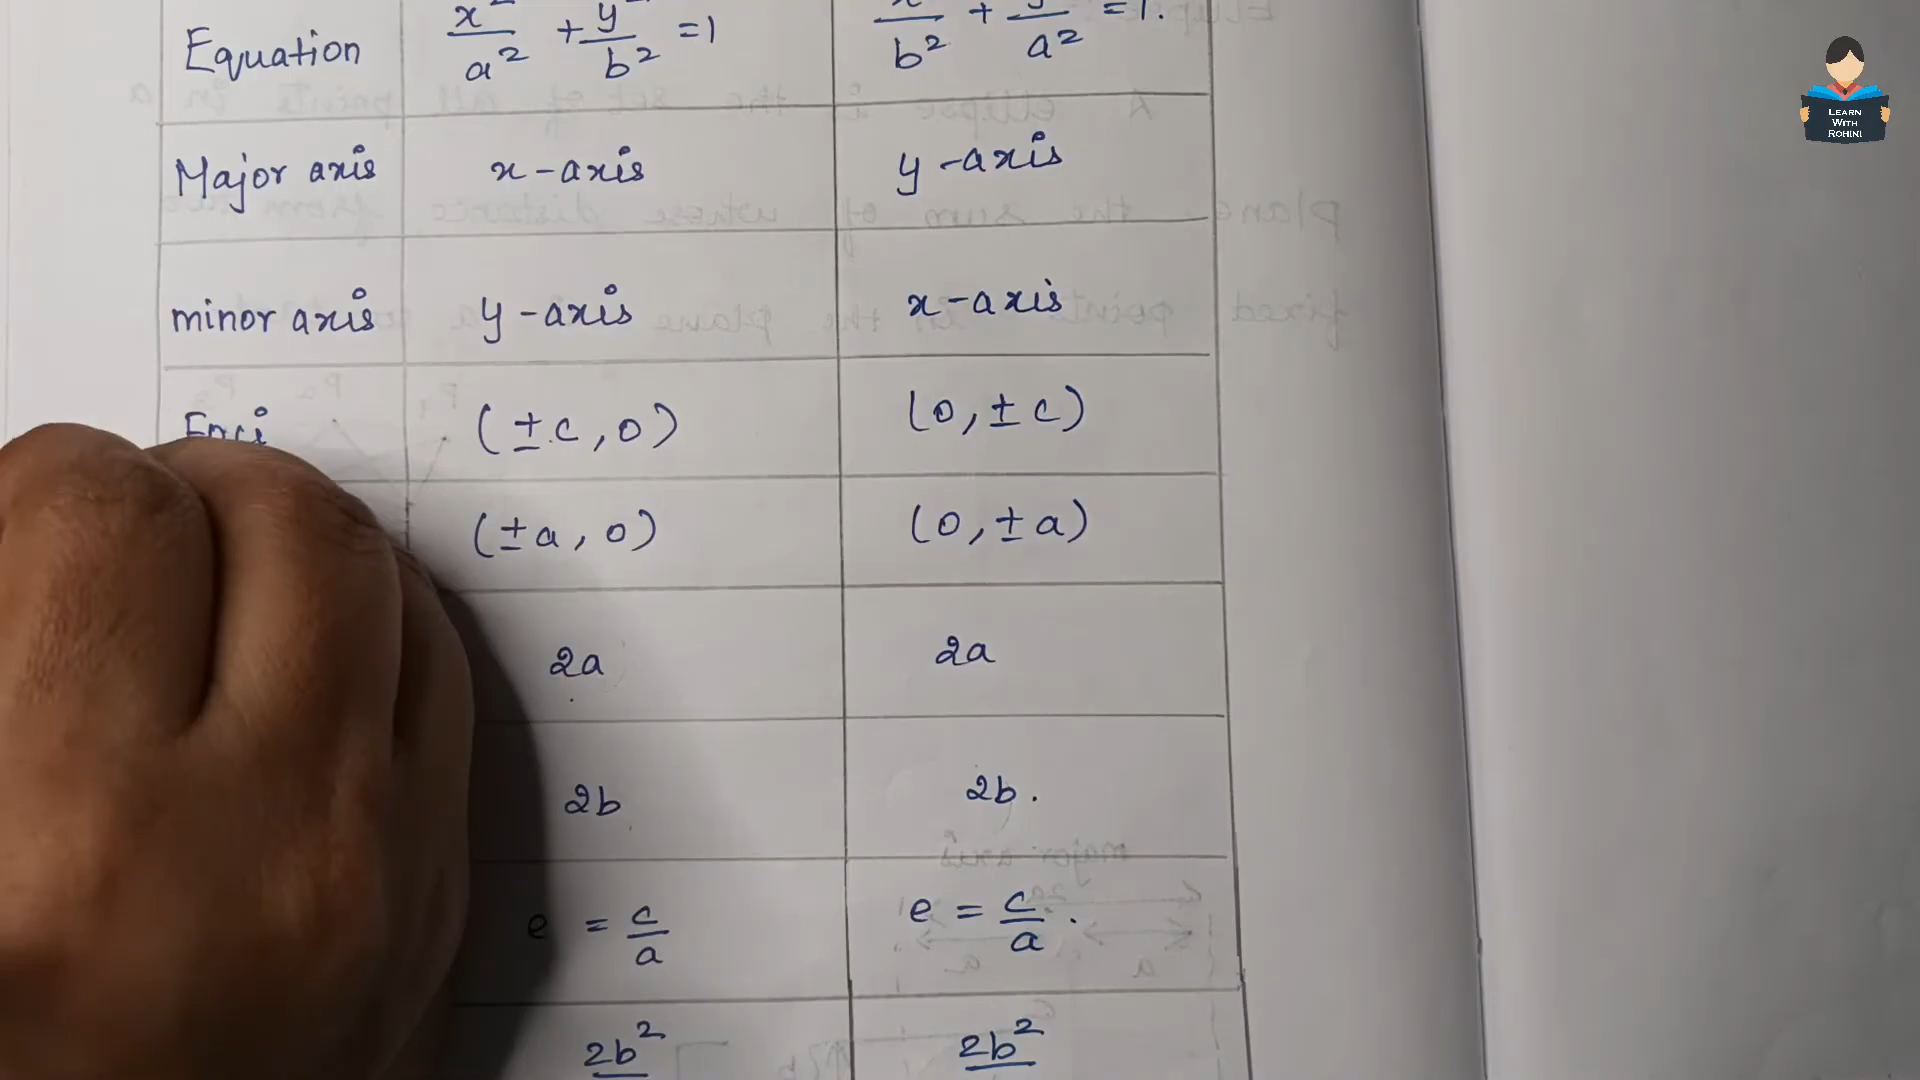 Equation x²/a² + y²/b² = 1 x²/b² + y²/a² = 1.
Major axis x-axis y-axis
minor axis y-axis x-axis
Foci (±c, 0) (0, ±c)
(±a, 0) (0, ±a)
2a 2a
2b 2b.
e = c/a e = c/a.
2b² 2b²
LEARN
WITH
ROHINI